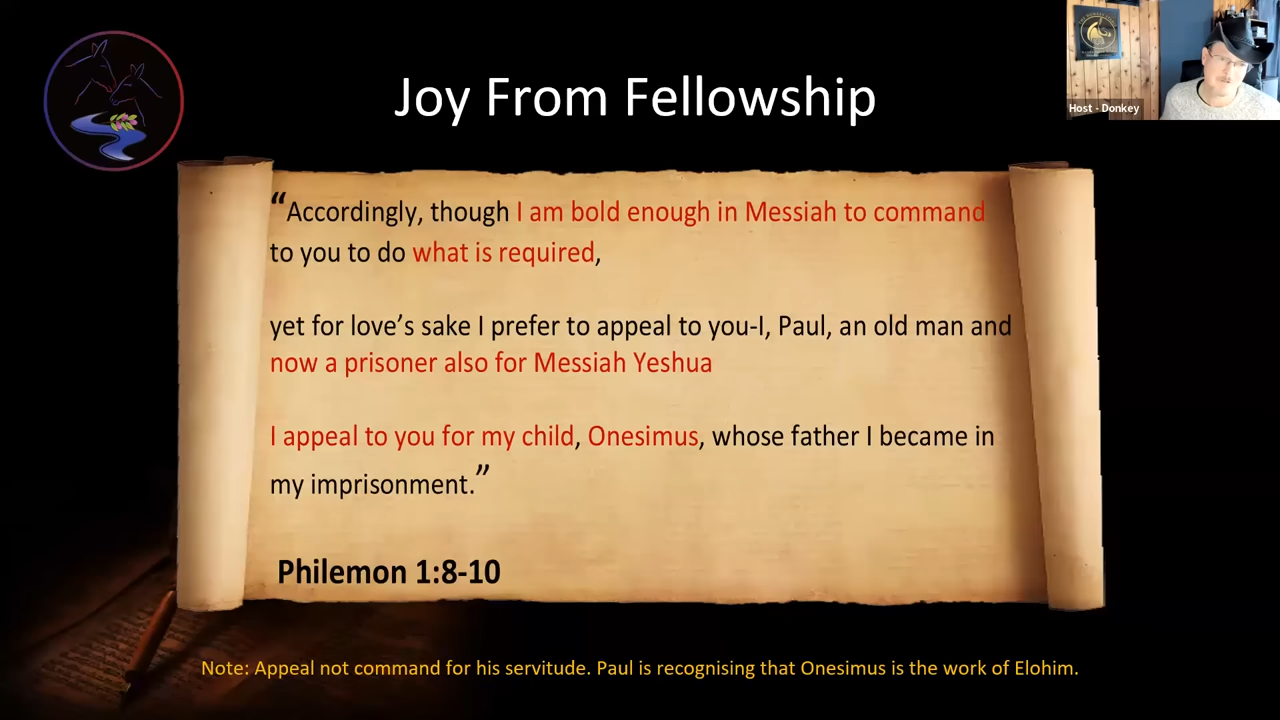 Joy From Fellowship
Host - Donkey
“Accordingly, though I am bold enough in Messiah to command
to you to do what is required,
yet for love’s sake I prefer to appeal to you-I, Paul, an old man and
now a prisoner also for Messiah Yeshua
I appeal to you for my child, Onesimus, whose father I became in
my imprisonment.”
Philemon 1:8-10
Note: Appeal not command for his servitude. Paul is recognising that Onesimus is the work of Elohim.